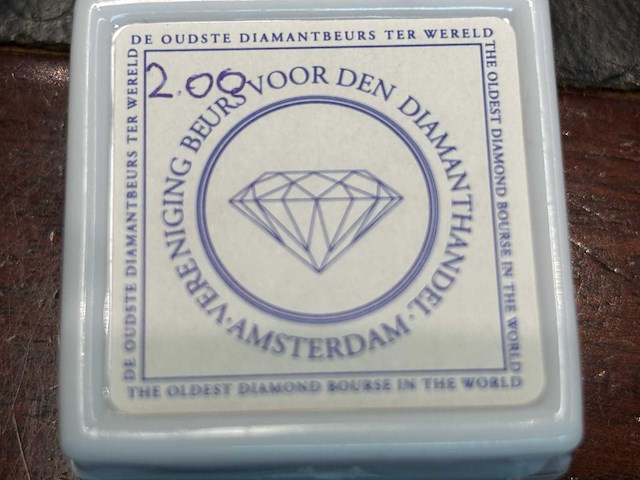 DE OUDSTE DIAMANTBEURS TER WERELD
THE OLDEST DIAMOND BOURSE IN THE WORLD
DE OUDSTE DIAMANTBEURS TER WERELD
2.00
VERENIGING BEURS VOOR DEN DIAMANTHANDEL
·AMSTERDAM·
THE OLDEST DIAMOND BOURSE IN THE WORLD